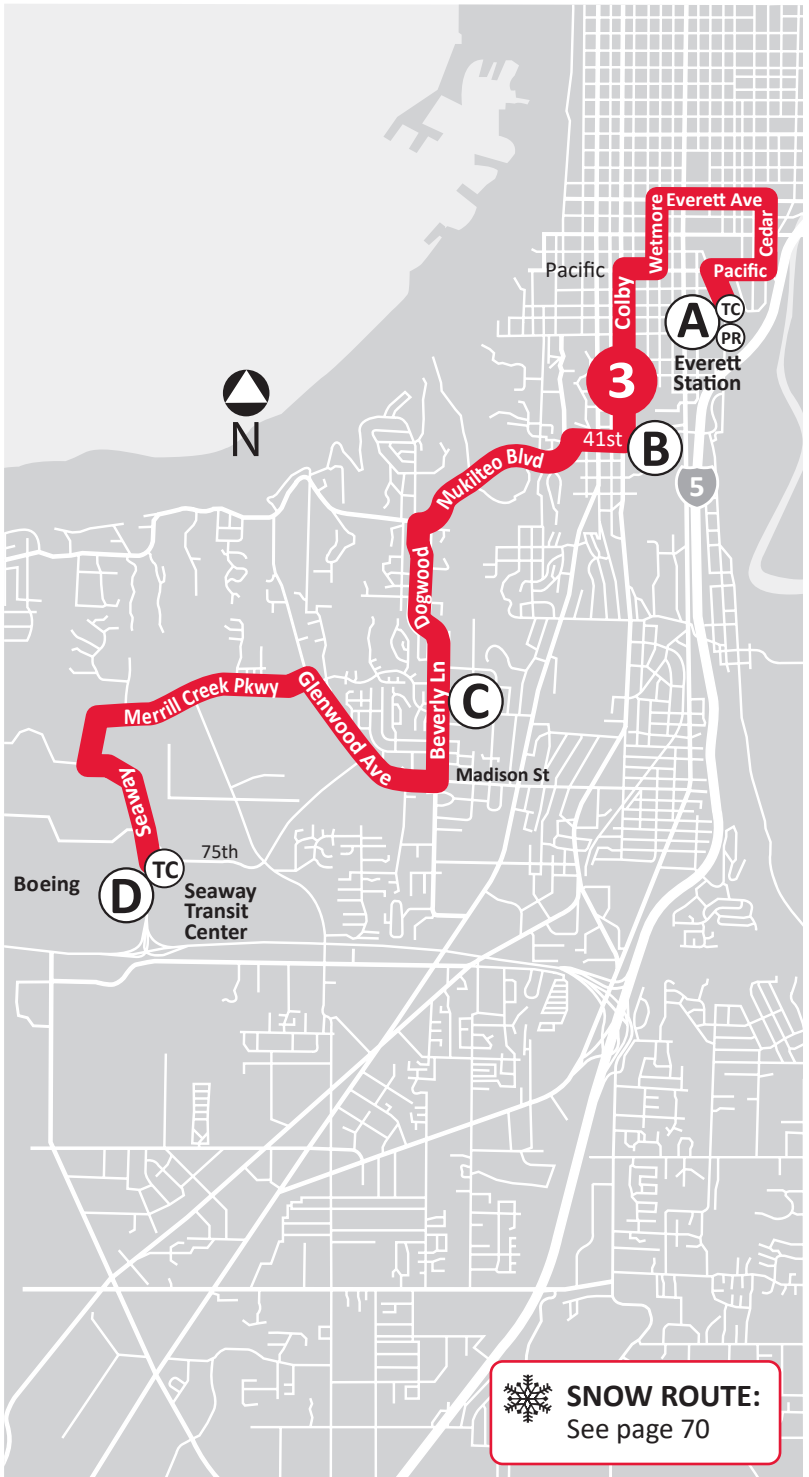 Everett Ave
Wetmore
Cedar
Pacific
Pacific
Colby
A
TC
PR
Everett
Station
3
N
41st
B
Mukilteo Blvd
5
Dogwood
Beverly Ln
C
Merrill Creek Pkwy
Glenwood Ave
Madison St
Seaway
75th
TC
Boeing
D
Seaway
Transit
Center
SNOW ROUTE:
See page 70